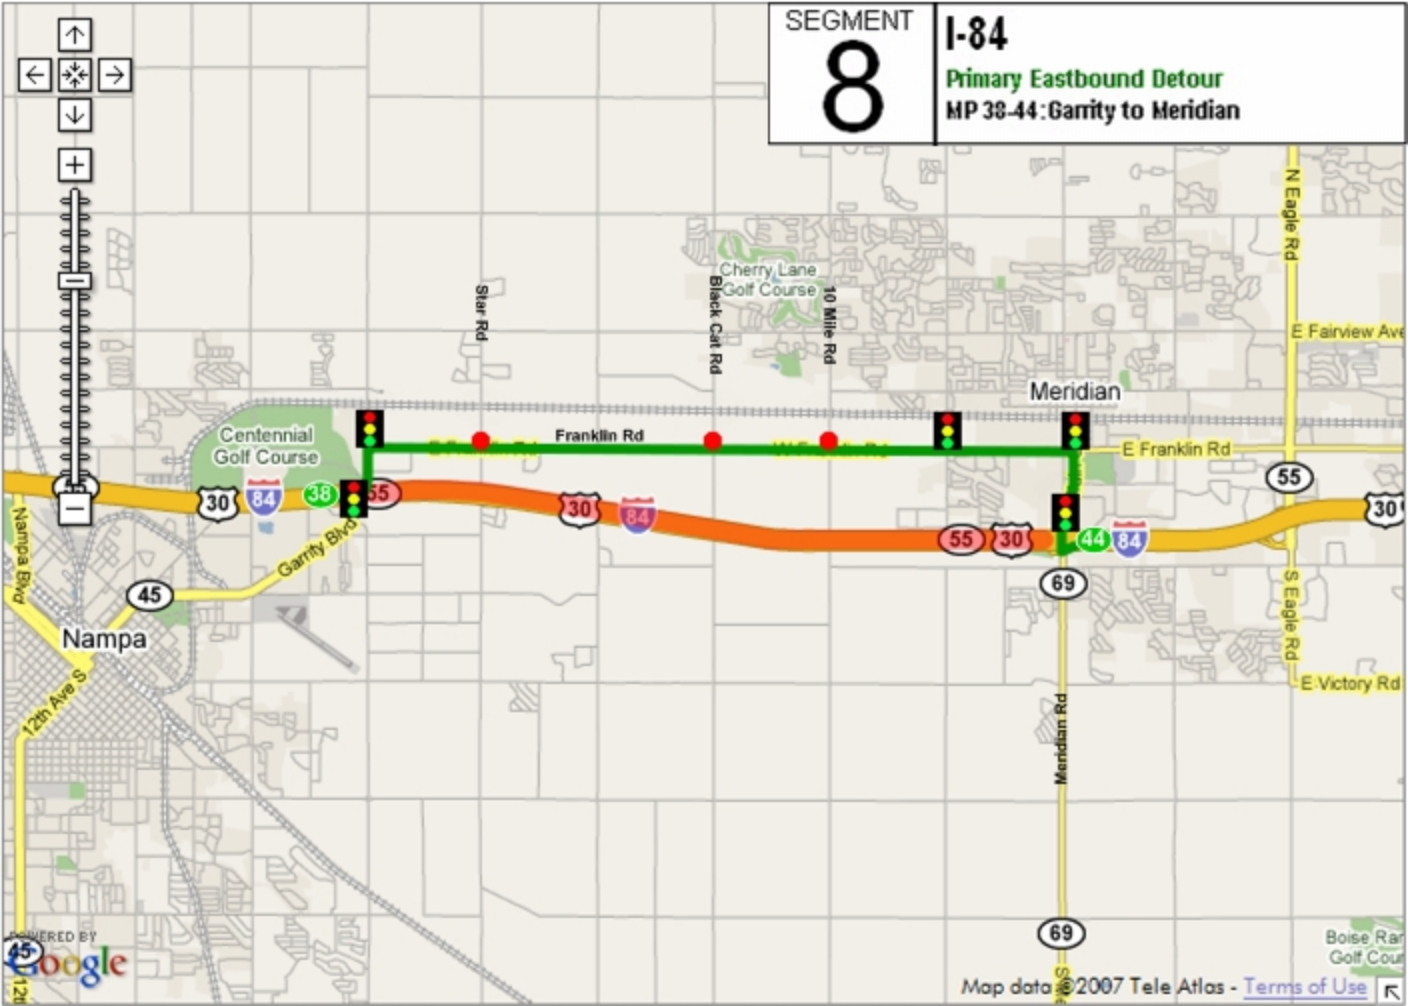 SEGMENT
8
I-84
Primary Eastbound Detour
MP 38-44:Garrity to Meridian
N Eagle Rd
Cherry Lane
Golf Course
Star Rd
Black Cat Rd
10 Mile Rd
E Fairview Ave
Meridian
Centennial
Golf Course
Franklin Rd
E Franklin Rd
30
84
38
55
30
84
55
30
44
84
55
30
Nampa Blvd
Garrity Blvd
45
69
S Eagle Rd
Nampa
E Victory Rd
12th Ave S
Meridian Rd
69
45
POWERED BY
Google
Boise Ran
Golf Cour
Map data ©2007 Tele Atlas - Terms of Use